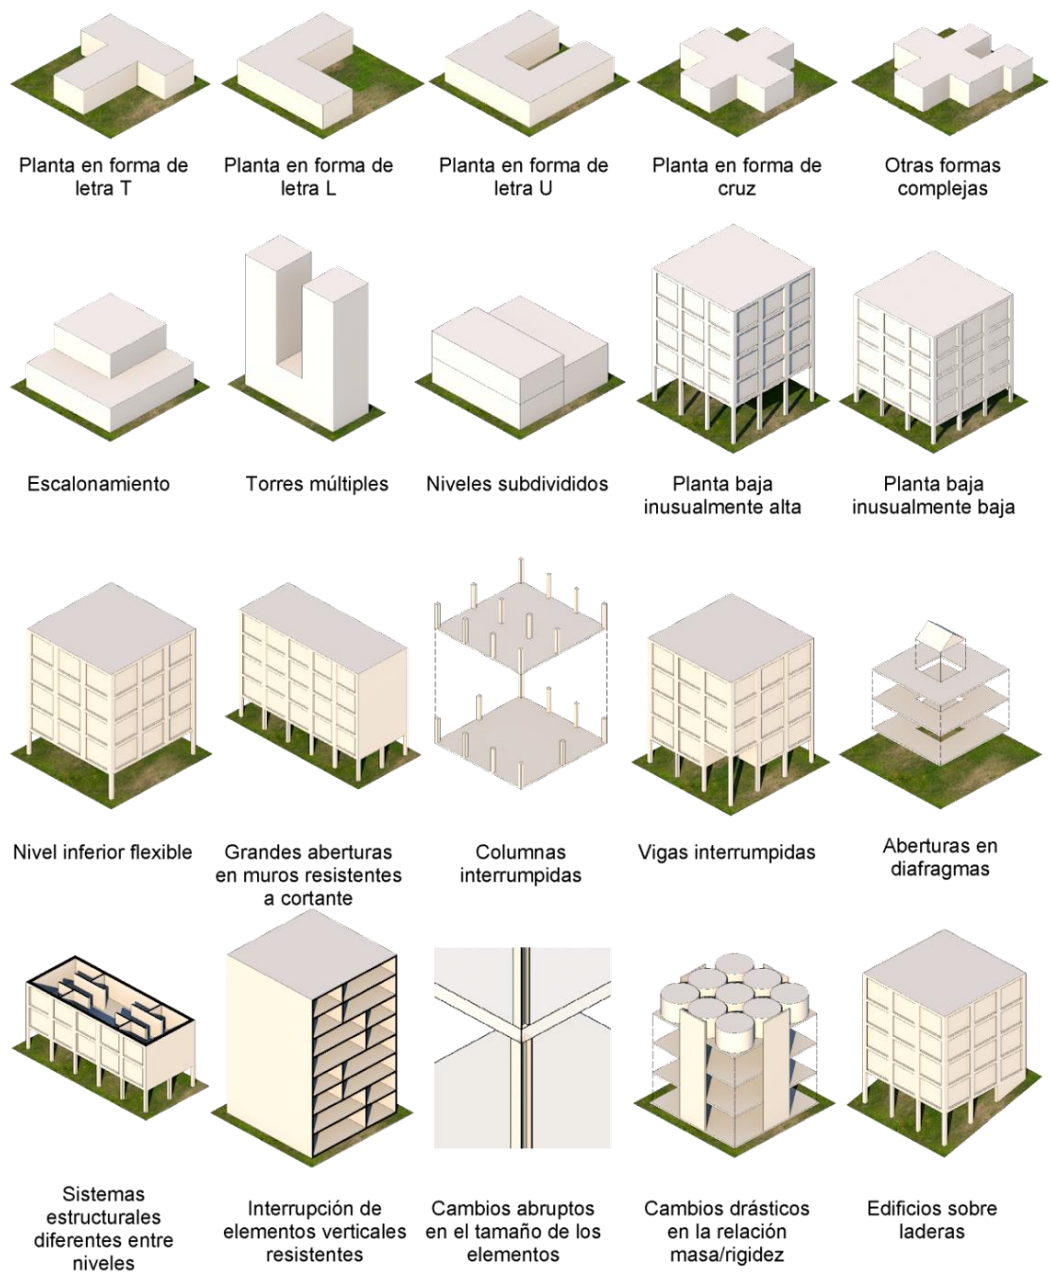 Planta en forma de
letra T
Planta en forma de
letra L
Planta en forma de
letra U
Planta en forma de
cruz
Otras formas
complejas
Escalonamiento
Torres múltiples
Niveles subdivididos
Planta baja
inusualmente alta
Planta baja
inusualmente baja
Nivel inferior flexible
Grandes aberturas
en muros resistentes
a cortante
Columnas
interrumpidas
Vigas interrumpidas
Aberturas en
diafragmas
Sistemas
estructurales
diferentes entre
niveles
Interrupción de
elementos verticales
resistentes
Cambios abruptos
en el tamaño de los
elementos
Cambios drásticos
en la relación
masa/rigidez
Edificios sobre
laderas